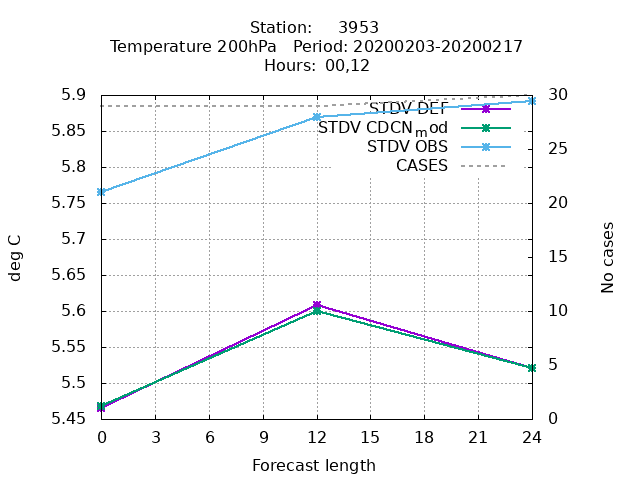 Station:     3953
Temperature 200hPa   Period: 20200203-20200217
Hours: 00,12
5.9
5.85
5.8
5.75
5.7
5.65
5.6
5.55
5.5
5.45
deg C
STDV DEF
STDV CDCN_mod
STDV OBS
CASES
30
25
20
15
10
5
0
No cases
0 3 6 9 12 15 18 21 24
Forecast length